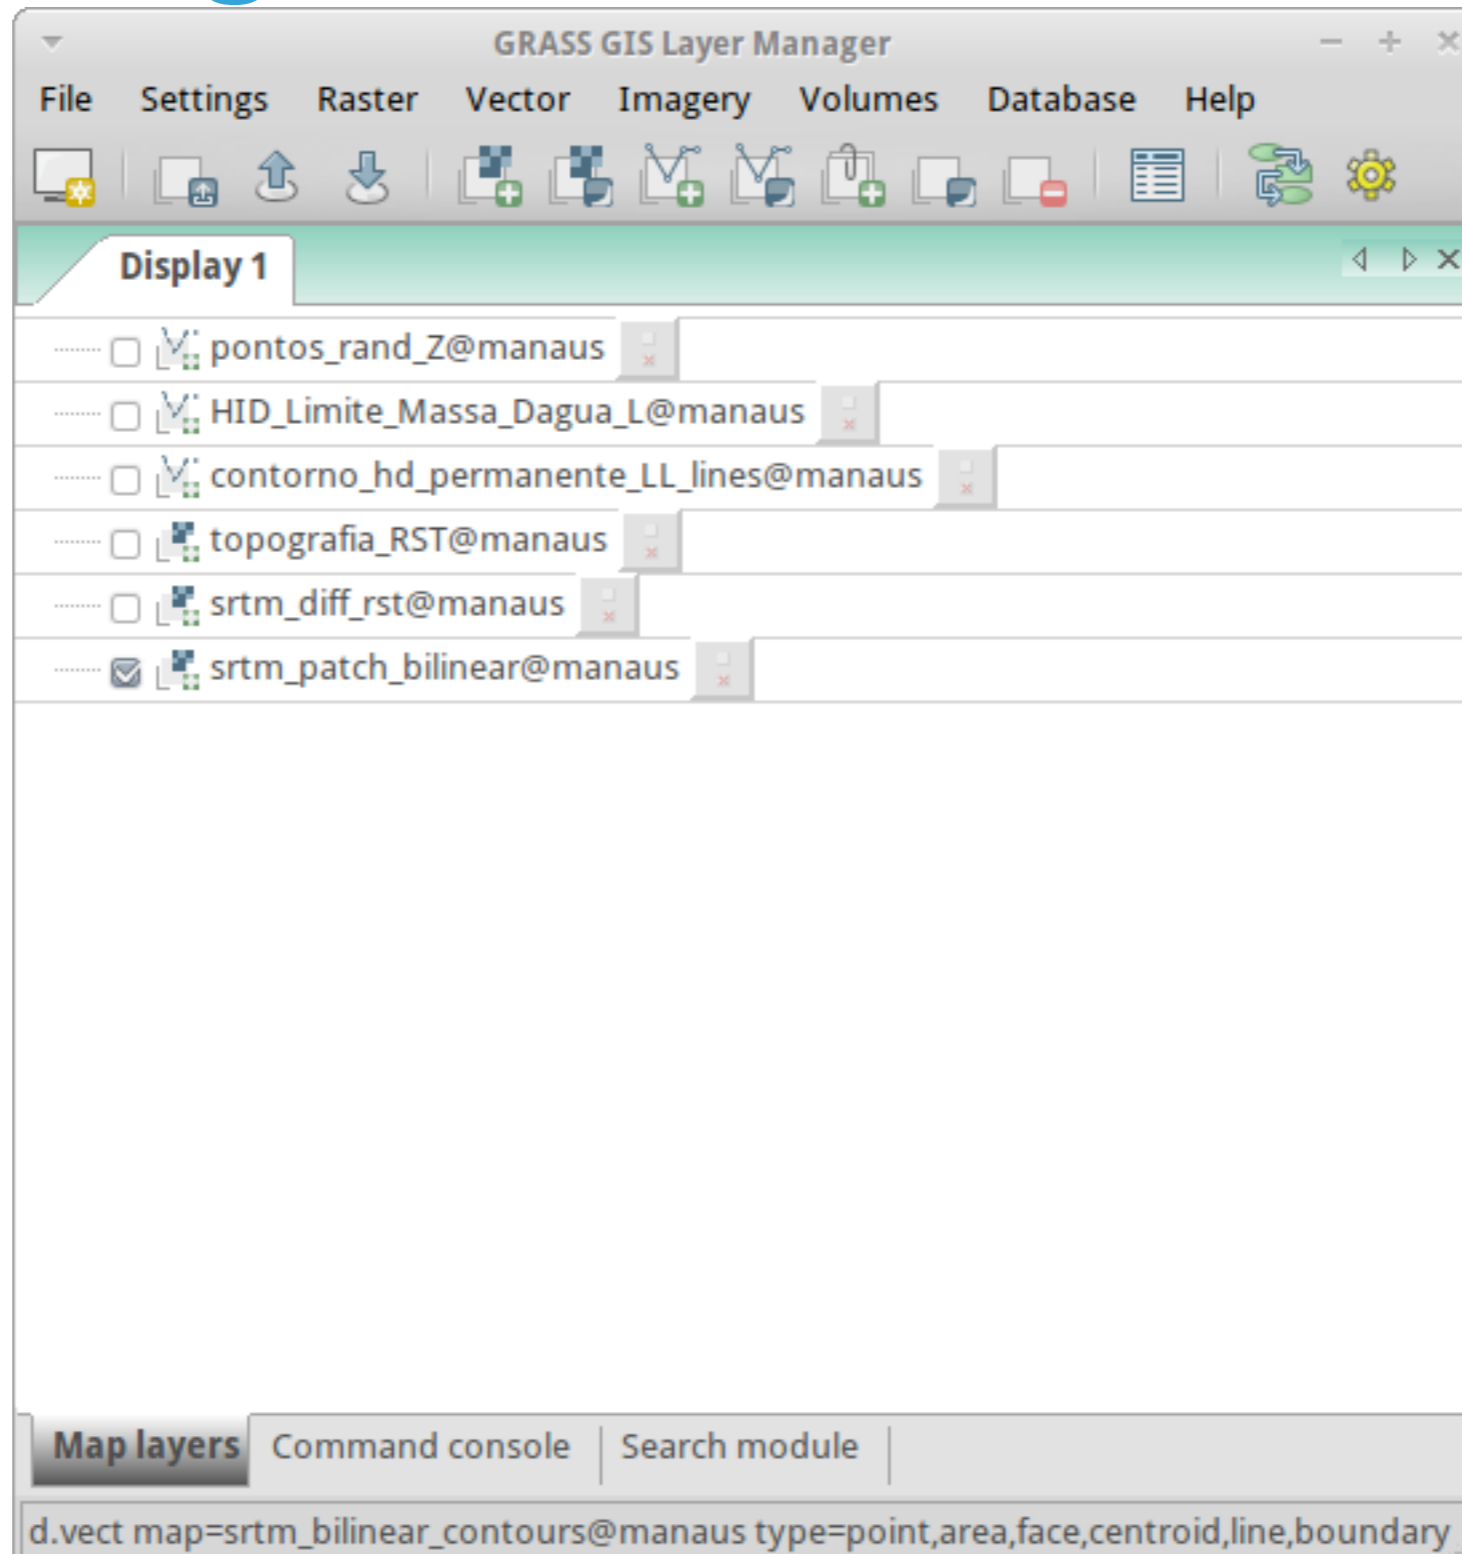 GRASS GIS Layer Manager
File Settings Raster Vector Imagery Volumes Database Help
Display 1
pontos_rand_Z@manaus
HID_Limite_Massa_Dagua_L@manaus
contorno_hd_permanente_LL_lines@manaus
topografia_RST@manaus
srtm_diff_rst@manaus
srtm_patch_bilinear@manaus
Map layers Command console Search module
d.vect map=srtm_bilinear_contours@manaus type=point,area,face,centroid,line,boundary